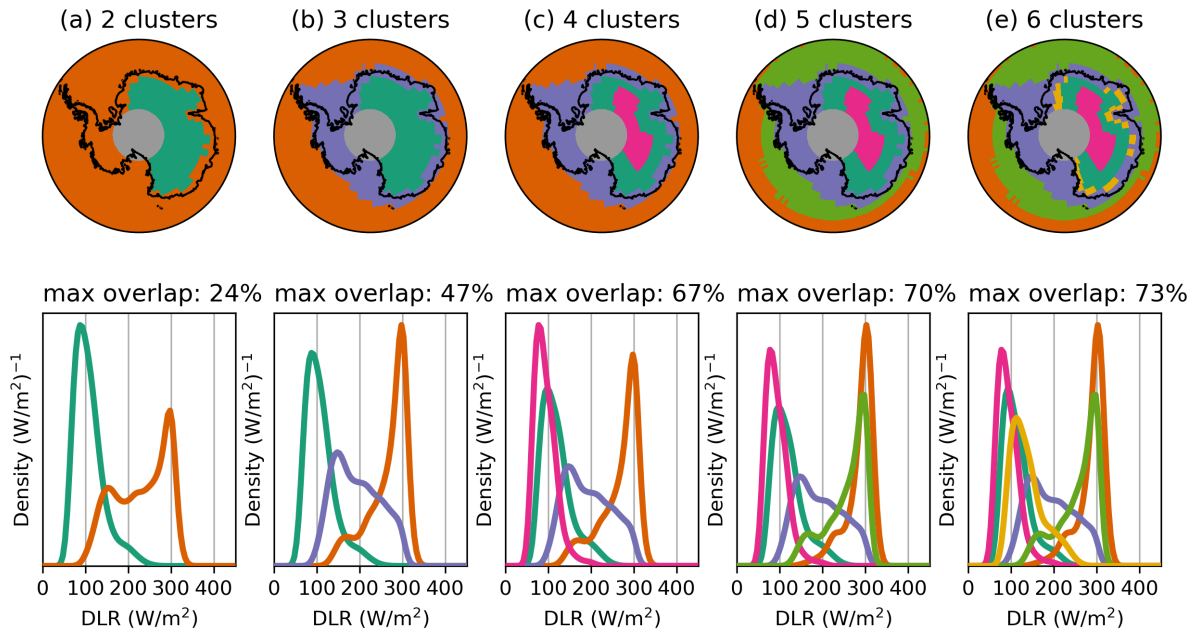 (a) 2 clusters
(b) 3 clusters
(c) 4 clusters
(d) 5 clusters
(e) 6 clusters
max overlap: 24%
max overlap: 47%
max overlap: 67%
max overlap: 70%
max overlap: 73%
Density (W/m²)⁻¹
Density (W/m²)⁻¹
Density (W/m²)⁻¹
Density (W/m²)⁻¹
Density (W/m²)⁻¹
0 100 200 300 400
0 100 200 300 400
0 100 200 300 400
0 100 200 300 400
0 100 200 300 400
DLR (W/m²)
DLR (W/m²)
DLR (W/m²)
DLR (W/m²)
DLR (W/m²)